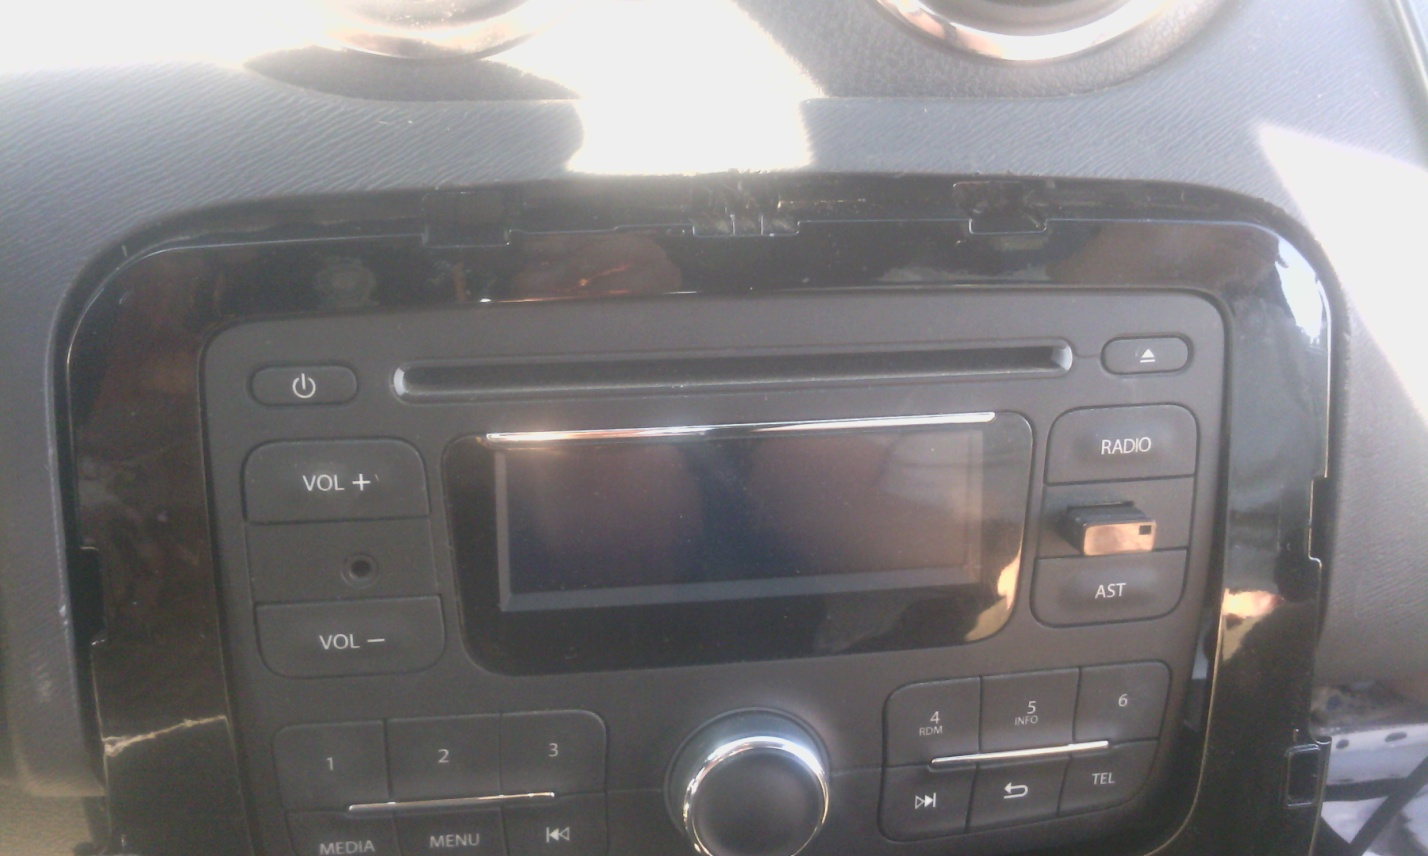 VOL +
RADIO
VOL −
AST
1
2
3
4
RDM
5
INFO
6
MEDIA
MENU
TEL